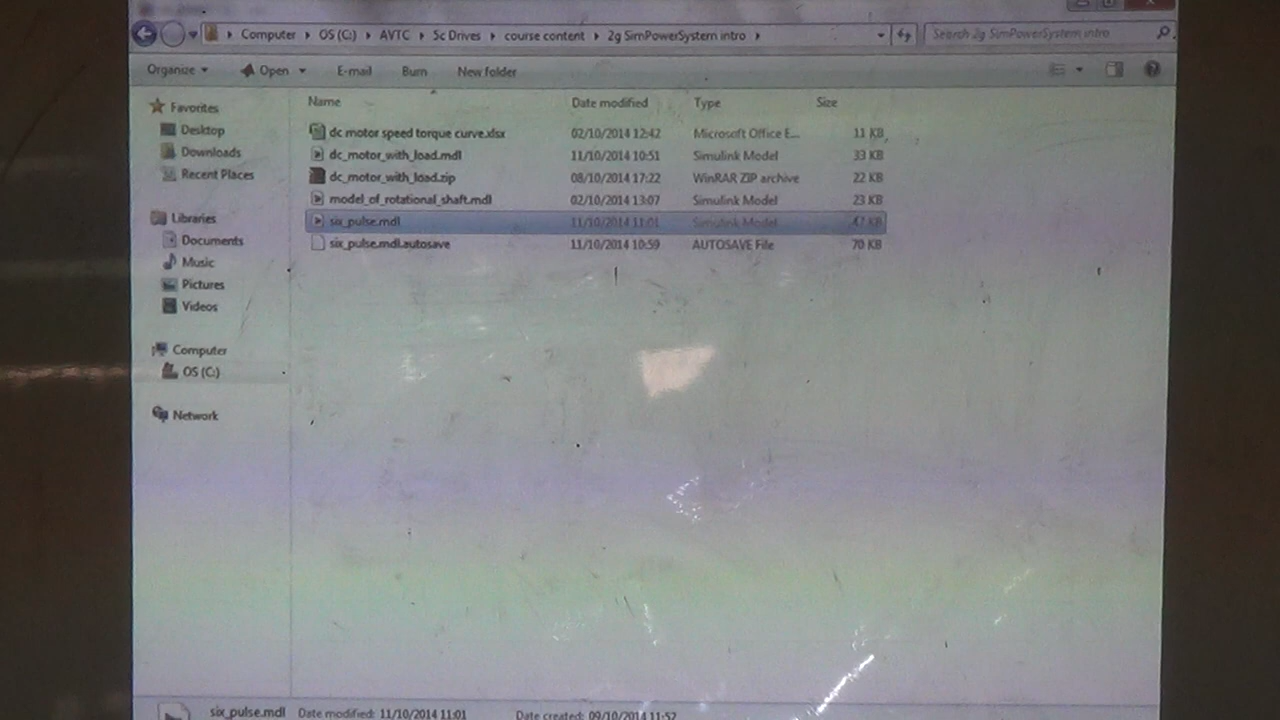 Computer OS (C:) AVTC Sc Drives course content 2g SimPowerSystem intro Search 2g SimPowerSystem intro
Organize Open E-mail Burn New folder
Name Date modified Type Size
Favorites
Desktop
Downloads
Recent Places
Libraries
Documents
Music
Pictures
Videos
Computer
OS (C:)
Network
dc motor speed torque curve.xlsx 02/10/2014 12:42 Microsoft Office E... 11 KB
dc_motor_with_load.mdl 11/10/2014 10:51 Simulink Model 33 KB
dc_motor_with_load.zip 08/10/2014 17:22 WinRAR ZIP archive 22 KB
model_of_rotational_shaft.mdl 02/10/2014 13:07 Simulink Model 23 KB
six_pulse.mdl 11/10/2014 11:01 Simulink Model 47 KB
six_pulse.mdl.autosave 11/10/2014 10:59 AUTOSAVE File 70 KB
six_pulse.mdl Date modified: 11/10/2014 11:01 Date created: 09/10/2014 11:52